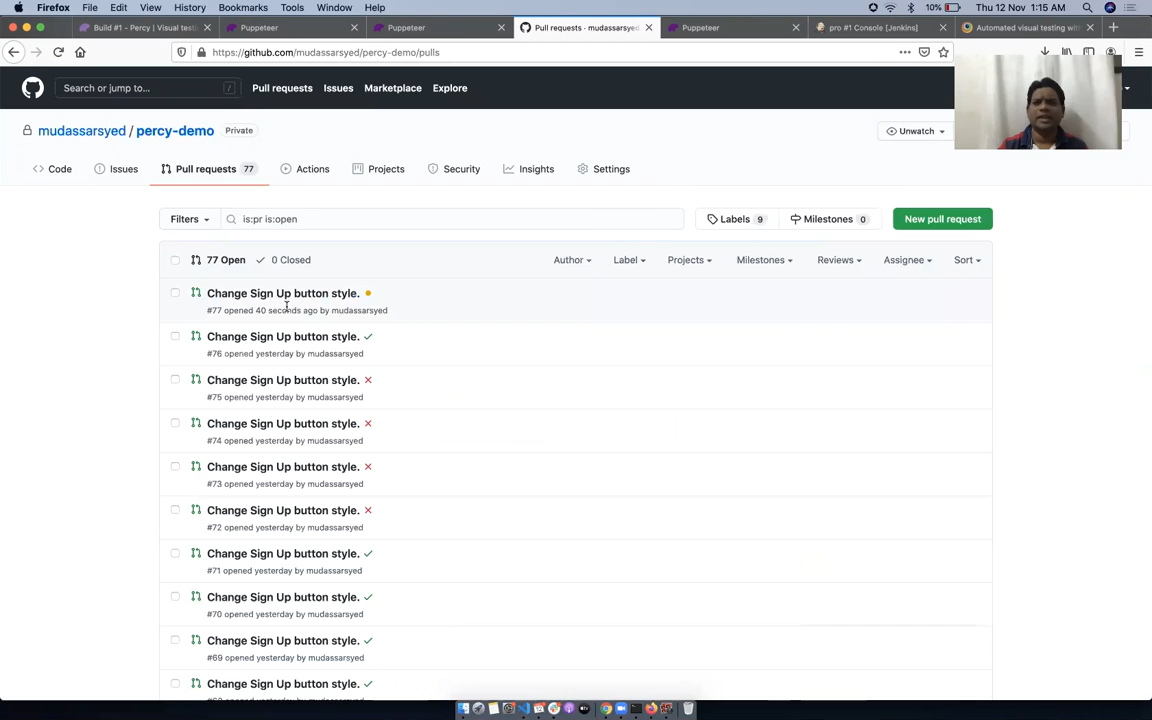 Firefox File Edit View History Bookmarks Tools Window Help 10% Thu 12 Nov 1:15 AM
Build #1 - Percy | Visual testi Puppeteer Puppeteer Pull requests · mudassarsyed Puppeteer pro #1 Console [Jenkins] Automated visual testing with
https://github.com/mudassarsyed/percy-demo/pulls
Search or jump to... / Pull requests Issues Marketplace Explore
mudassarsyed / percy-demo Private Unwatch
Code Issues Pull requests 77 Actions Projects Security Insights Settings
Filters is:pr is:open Labels 9 Milestones 0 New pull request
77 Open 0 Closed Author Label Projects Milestones Reviews Assignee Sort
Change Sign Up button style.
#77 opened 40 seconds ago by mudassarsyed
Change Sign Up button style.
#76 opened yesterday by mudassarsyed
Change Sign Up button style.
#75 opened yesterday by mudassarsyed
Change Sign Up button style.
#74 opened yesterday by mudassarsyed
Change Sign Up button style.
#73 opened yesterday by mudassarsyed
Change Sign Up button style.
#72 opened yesterday by mudassarsyed
Change Sign Up button style.
#71 opened yesterday by mudassarsyed
Change Sign Up button style.
#70 opened yesterday by mudassarsyed
Change Sign Up button style.
#69 opened yesterday by mudassarsyed
Change Sign Up button style.